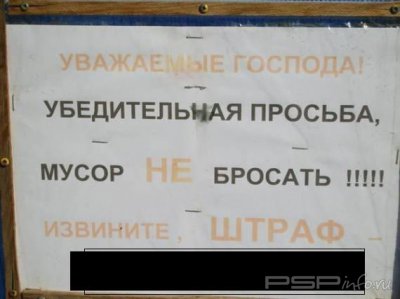 УВАЖАЕМЫЕ ГОСПОДА!
УБЕДИТЕЛЬНАЯ ПРОСЬБА,
МУСОР НЕ БРОСАТЬ !!!!!
ИЗВИНИТЕ, ШТРАФ –
PSPinfo.ru